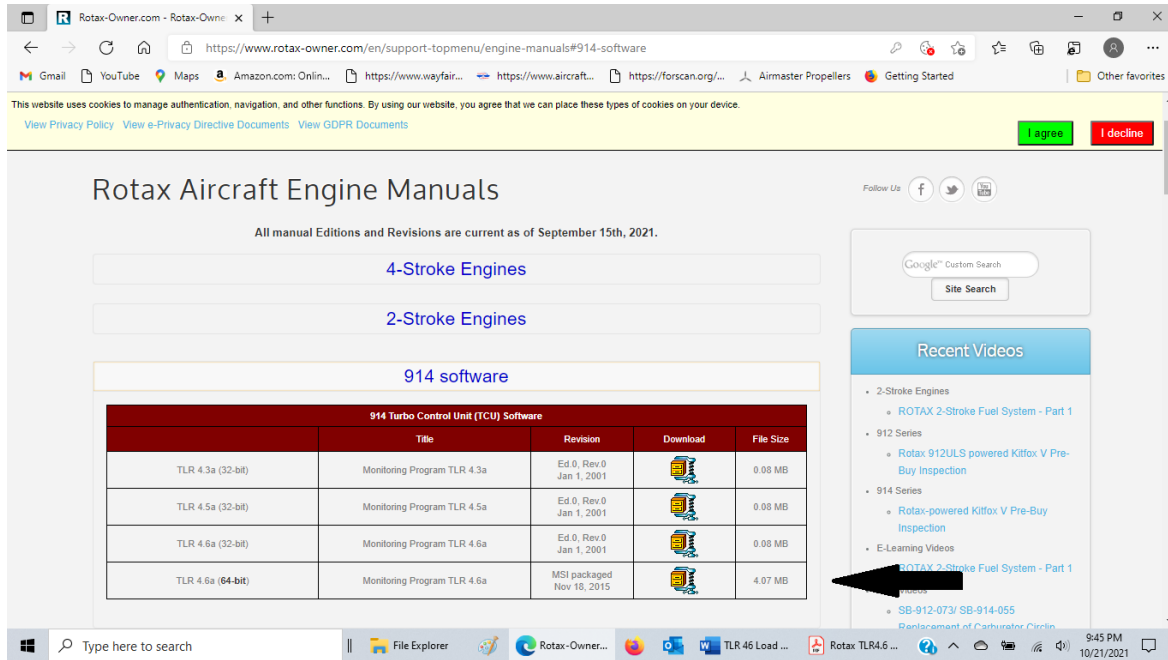 Rotax-Owner.com - Rotax-Owne
https://www.rotax-owner.com/en/support-topmenu/engine-manuals#914-software
Gmail YouTube Maps Amazon.com: Onlin... https://www.wayfair... https://www.aircraft... https://forscan.org/... Airmaster Propellers Getting Started Other favorites
This website uses cookies to manage authentication, navigation, and other functions. By using our website, you agree that we can place these types of cookies on your device.
View Privacy Policy View e-Privacy Directive Documents View GDPR Documents
I agree I decline
Rotax Aircraft Engine Manuals
Follow Us
All manual Editions and Revisions are current as of September 15th, 2021.
4-Stroke Engines
2-Stroke Engines
914 software
914 Turbo Control Unit (TCU) Software
Title Revision Download File Size
TLR 4.3a (32-bit) Monitoring Program TLR 4.3a Ed.0, Rev.0 Jan 1, 2001 0.08 MB
TLR 4.5a (32-bit) Monitoring Program TLR 4.5a Ed.0, Rev.0 Jan 1, 2001 0.08 MB
TLR 4.6a (32-bit) Monitoring Program TLR 4.6a Ed.0, Rev.0 Jan 1, 2001 0.08 MB
TLR 4.6a (64-bit) Monitoring Program TLR 4.6a MSI packaged Nov 18, 2015 4.07 MB
Google™ Custom Search
Site Search
Recent Videos
2-Stroke Engines
ROTAX 2-Stroke Fuel System - Part 1
912 Series
Rotax 912ULS powered Kitfox V Pre-
Buy Inspection
914 Series
Rotax-powered Kitfox V Pre-Buy
Inspection
E-Learning Videos
ROTAX 2-Stroke Fuel System - Part 1
SB-912-073/ SB-914-055
Replacement of Carburetor Circlip
Type here to search File Explorer Rotax-Owner... TLR 46 Load ... Rotax TLR4.6 ... 9:45 PM
10/21/2021